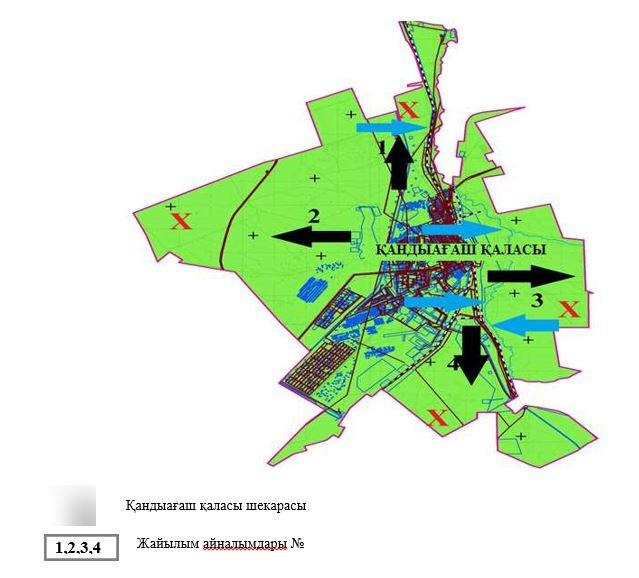 X
1
2
X
ҚАНДЫАҒАШ ҚАЛАСЫ
3
X
4
X
Қандыағаш қаласы шекарасы
1,2,3,4 Жайылым айналымдары №